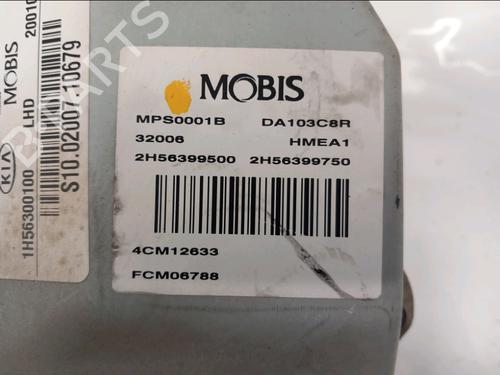 MOBIS
MPS0001B DA103C8R
32006 HMEA1
2H56399500 2H56399750
4CM12633
FCM06788
KIA MOBIS
1H56300100 LHD
S10.02007.10679